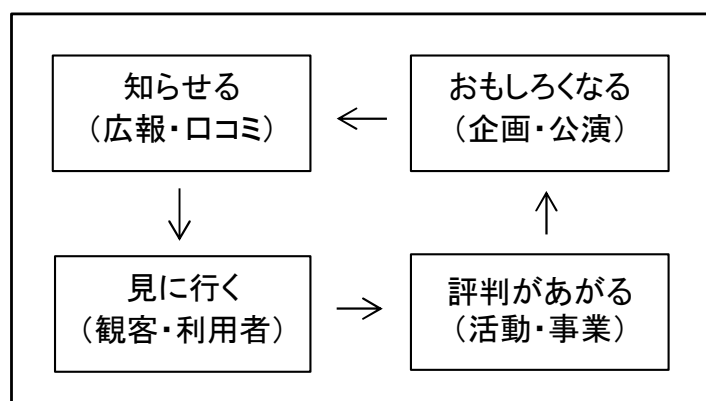 知らせる
（広報・口コミ）
おもしろくなる
（企画・公演）
見に行く
（観客・利用者）
評判があがる
（活動・事業）